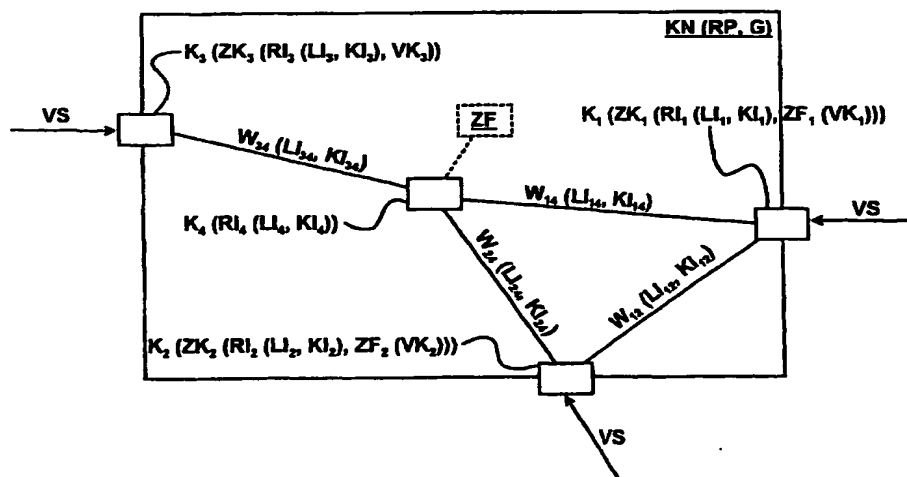 KN (RP, G)
K₃ (ZK₃ (RI₃ (LI₃, KI₃), VK₃))
VS
ZF
K₁ (ZK₁ (RI₁ (LI₁, KI₁), ZF₁ (VK₁)))
W₃₄ (LI₃₄, KI₃₄)
W₁₄ (LI₁₄, KI₁₄)
VS
K₄ (RI₄ (LI₄, KI₄))
W₂₄ (LI₂₄, KI₂₄)
W₁₂ (LI₁₂, KI₁₂)
K₂ (ZK₂ (RI₂ (LI₂, KI₂), ZF₂ (VK₂)))
VS